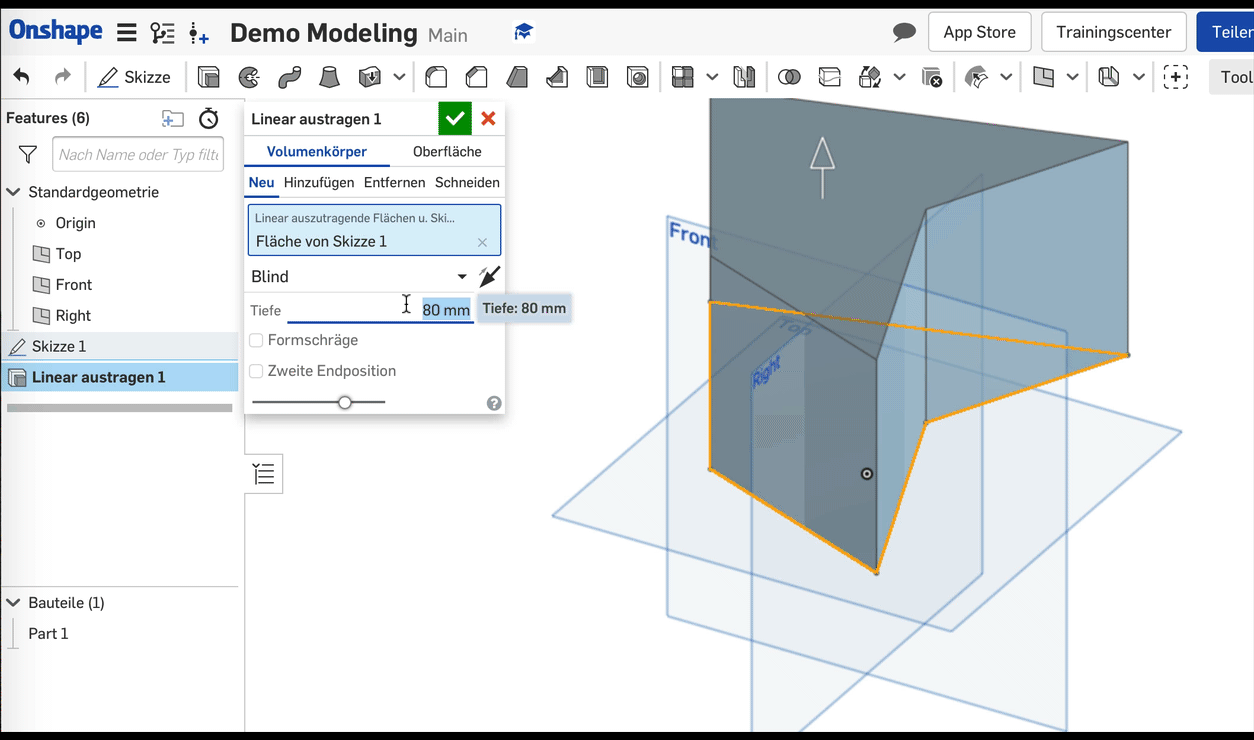 Onshape
Demo Modeling Main
App Store
Trainingscenter
Teiler
Skizze
Tool
Features (6)
Nach Name oder Typ filte
Standardgeometrie
Origin
Top
Front
Right
Skizze 1
Linear austragen 1
Bauteile (1)
Part 1
Linear austragen 1
Volumenkörper Oberfläche
Neu Hinzufügen Entfernen Schneiden
Linear auszutragende Flächen u. Ski...
Fläche von Skizze 1
Blind
Tiefe 80 mm
Tiefe: 80 mm
Formschräge
Zweite Endposition
Front
Top
Right